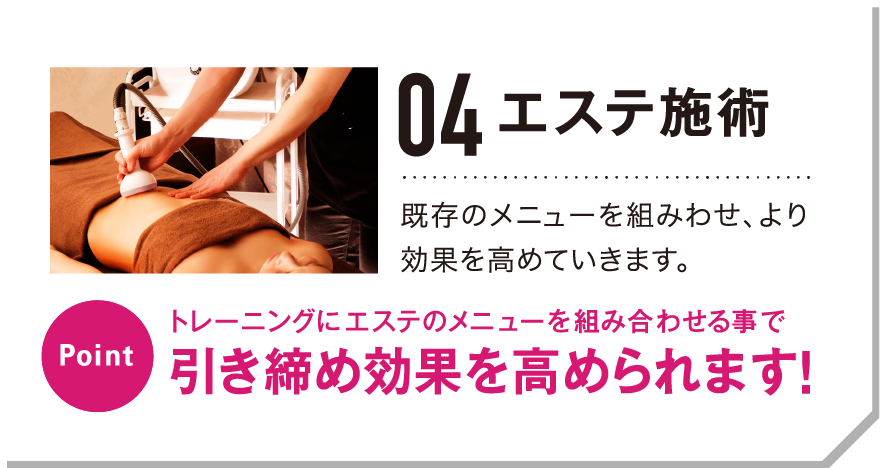 04 エステ施術
既存のメニューを組みわせ、より
効果を高めていきます。
Point
トレーニングにエステのメニューを組み合わせる事で
引き締め効果を高められます!